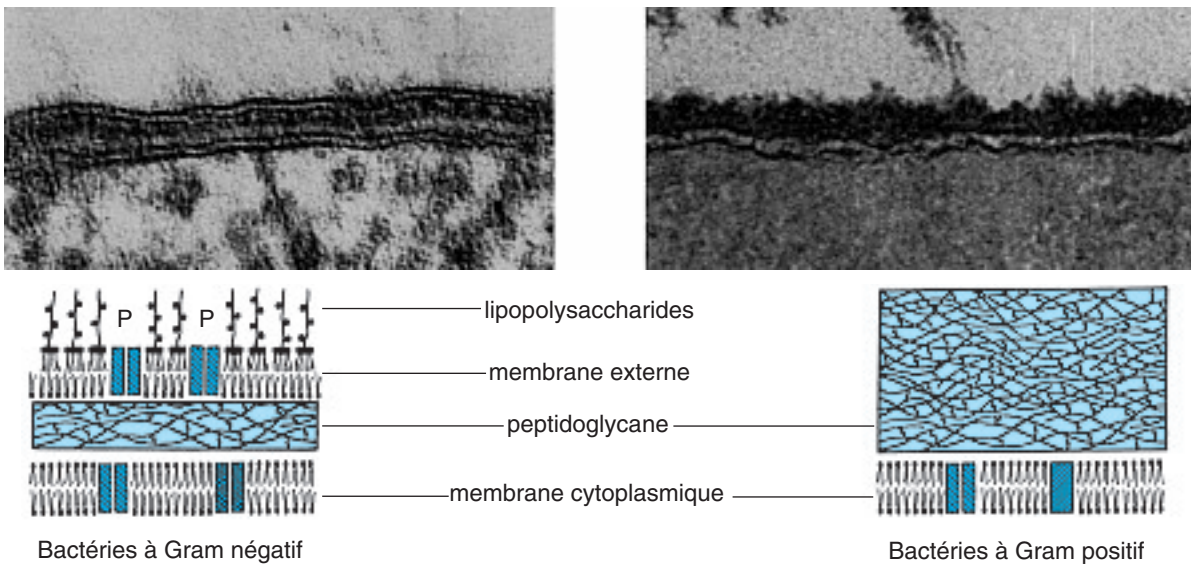 P P
lipopolysaccharides
membrane externe
peptidoglycane
membrane cytoplasmique
Bactéries à Gram négatif
Bactéries à Gram positif